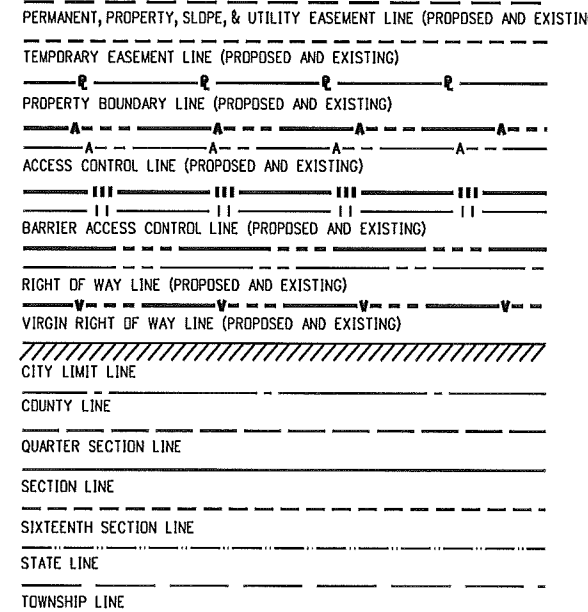 PERMANENT, PROPERTY, SLOPE, & UTILITY EASEMENT LINE (PROPOSED AND EXISTIN
TEMPORARY EASEMENT LINE (PROPOSED AND EXISTING)
℞ ℞ ℞ ℞
PROPERTY BOUNDARY LINE (PROPOSED AND EXISTING)
A A A A
A A A A
ACCESS CONTROL LINE (PROPOSED AND EXISTING)
BARRIER ACCESS CONTROL LINE (PROPOSED AND EXISTING)
RIGHT OF WAY LINE (PROPOSED AND EXISTING)
V V V V
VIRGIN RIGHT OF WAY LINE (PROPOSED AND EXISTING)
CITY LIMIT LINE
COUNTY LINE
QUARTER SECTION LINE
SECTION LINE
SIXTEENTH SECTION LINE
STATE LINE
TOWNSHIP LINE